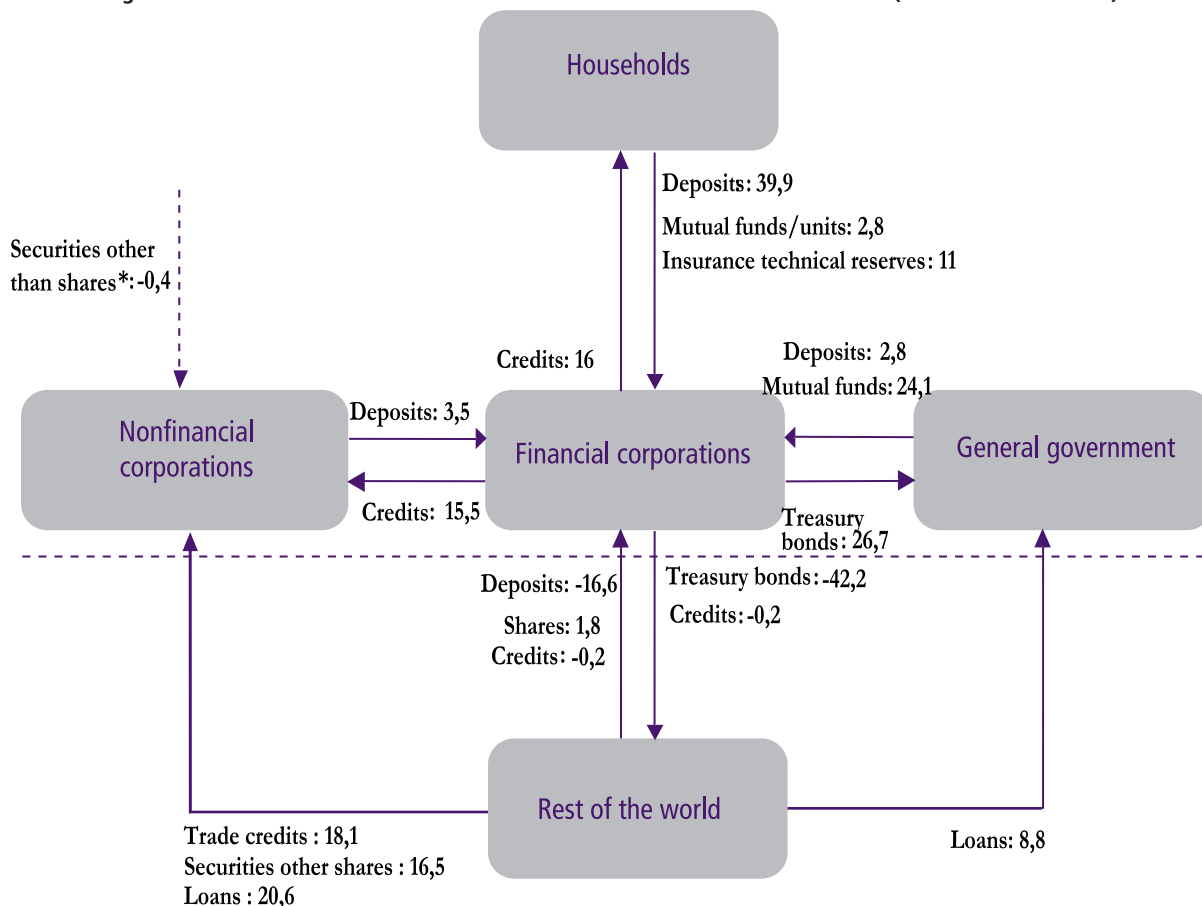 Households
Deposits: 39,9
Mutual funds/units: 2,8
Insurance technical reserves: 11
Securities other
than shares*: -0,4
Credits: 16
Deposits: 2,8
Mutual funds: 24,1
Nonfinancial
corporations
Deposits: 3,5
Financial corporations
General government
Credits: 15,5
Treasury
bonds: 26,7
Deposits: -16,6
Shares: 1,8
Credits: -0,2
Treasury bonds: -42,2
Credits: -0,2
Rest of the world
Trade credits : 18,1
Securities other shares : 16,5
Loans : 20,6
Loans: 8,8